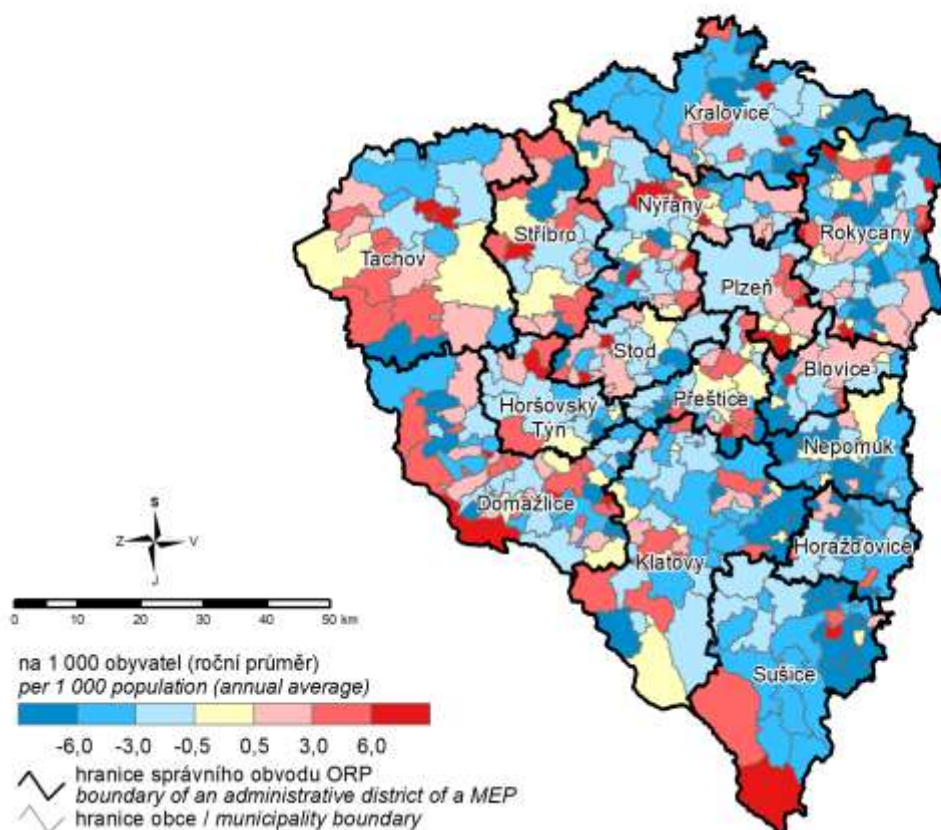 Kralovice
Nýřany
Rokycany
Stříbro
Tachov
Plzeň
Stod
Blovice
Přeštice
Horšovský
Týn
Nepomuk
Domažlice
Horažďovice
Klatovy
Sušice
S
Z V
J
0 10 20 30 40 50 km
na 1 000 obyvatel (roční průměr)
per 1 000 population (annual average)
-6,0 -3,0 -0,5 0,5 3,0 6,0
hranice správního obvodu ORP
boundary of an administrative district of a MEP
hranice obce / municipality boundary